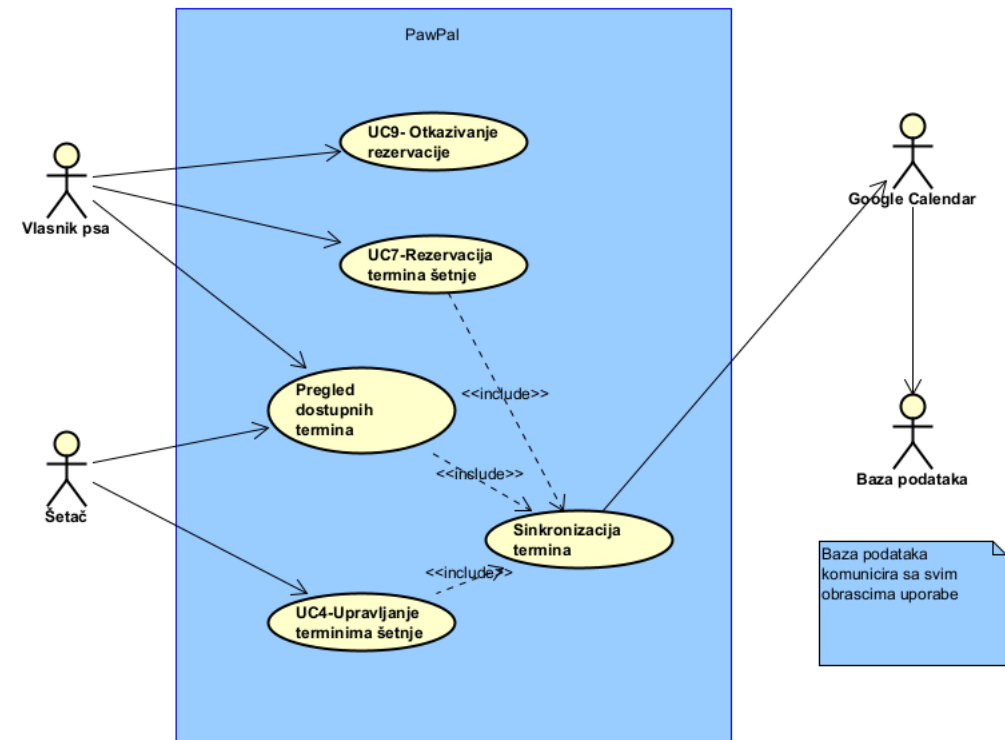 PawPal
UC9- Otkazivanje
rezervacije
Vlasnik psa
Google Calendar
UC7-Rezervacija
termina šetnje
Pregled
dostupnih
termina
<<include>>
Šetač
<<include>>
Baza podataka
Sinkronizacija
termina
<<include>>
UC4-Upravljanje
terminima šetnje
Baza podataka
komunicira sa svim
obrascima uporabe